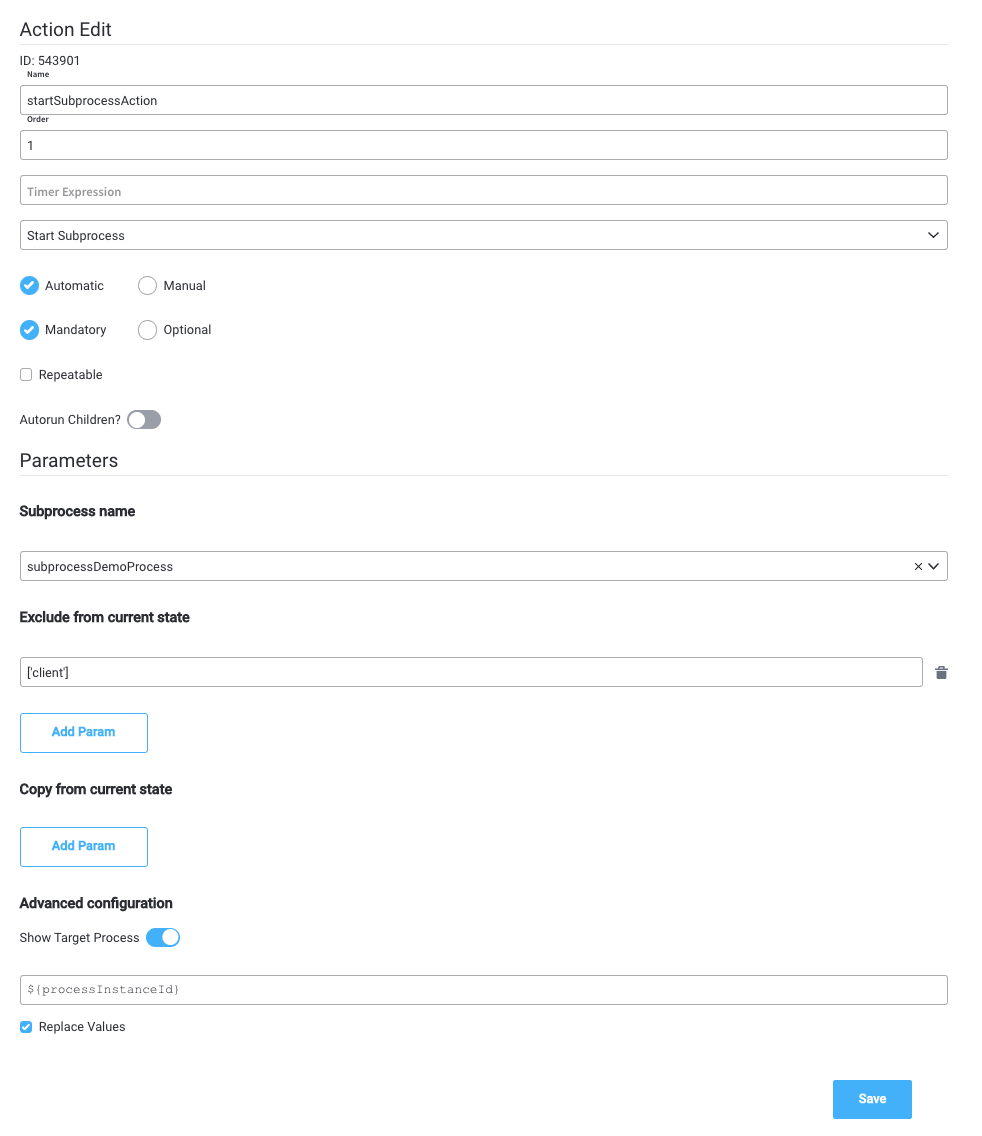 Action Edit
ID: 543901
Name
startSubprocessAction
Order
1
Timer Expression
Start Subprocess
Automatic Manual
Mandatory Optional
Repeatable
Autorun Children?
Parameters
Subprocess name
subprocessDemoProcess
Exclude from current state
['client']
Add Param
Copy from current state
Add Param
Advanced configuration
Show Target Process
${processInstanceId}
Replace Values
Save